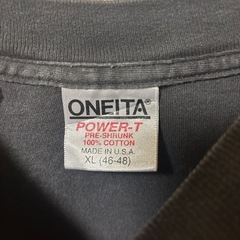 ONEITA®
POWER-T
PRE-SHRUNK
100% COTTON
MADE IN U.S.A.
XL (46-48)